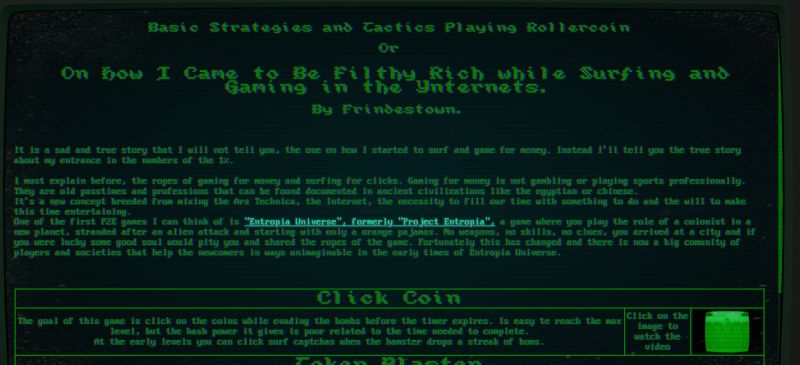 Basic Strategies and Tactics Playing Rollercoin
Or
On how I Came to Be Filthy Rich while Surfing and
Gaming in the Ynternets.
By Frindestown.
It is a sad and true story that I will not tell you, the one on how I started to surf and game for money. Instead I'll tell you the true story
about my entrance in the numbers of the 1%.
I must explain before, the ropes of gaming for money and surfing for clicks. Gaming for money is not gambling or playing sports professionally.
They are old passtimes and professions that can be found documented in ancient civilizations like the egyptian or chinese.
It's a new concept breeded from mixing the Ars Technica, the Internet, the necessity to fill our time with something to do and the will to make
this time entertaining.
One of the first P2E games I can think of is "Entropia Universe", formerly "Project Entropia", a game where you play the role of a colonist in a
new planet, stranded after an alien attack and starting with only a orange pajamas. No weapons, no skills, no clues, you arrived at a city and if
you were lucky some good soul would pity you and shared the ropes of the game. Fortunately this has changed and there is now a big comunity of
players and societies that help the newcomers in ways unimaginable in the early times of Entropia Universe.
Click Coin
The goal of this game is click on the coins while evading the bombs before the timer expires. Is easy te reach the max
level, but the hash power it gives is poor related to the time needed to complete.
At the early levels you can click surf captchas when the hamster drops a streak of boms.
Click on the
image to
watch the
video
Token Blaster